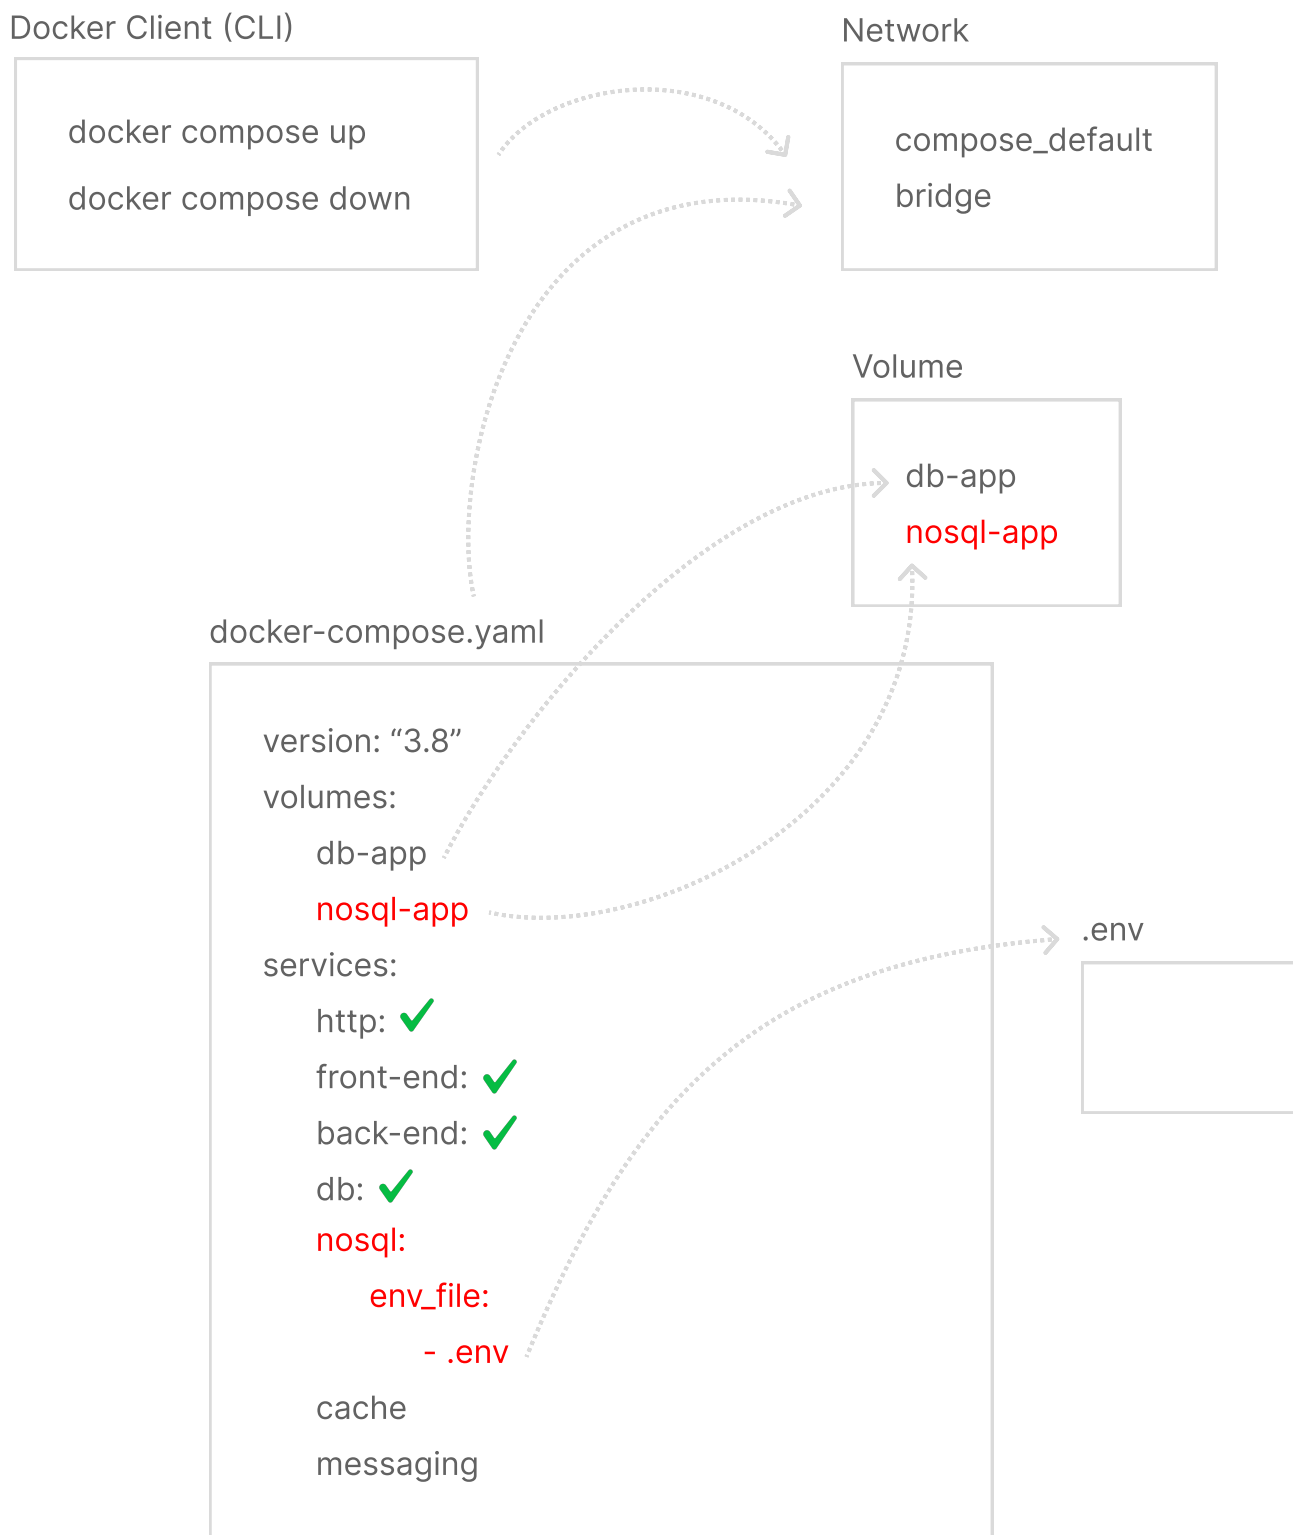 Docker Client (CLI)
docker compose up
docker compose down
Network
compose_default
bridge
Volume
db-app
nosql-app
docker-compose.yaml
version: “3.8”
volumes:
db-app
nosql-app
services:
http:
front-end:
back-end:
db:
nosql:
env_file:
- .env
cache
messaging
.env